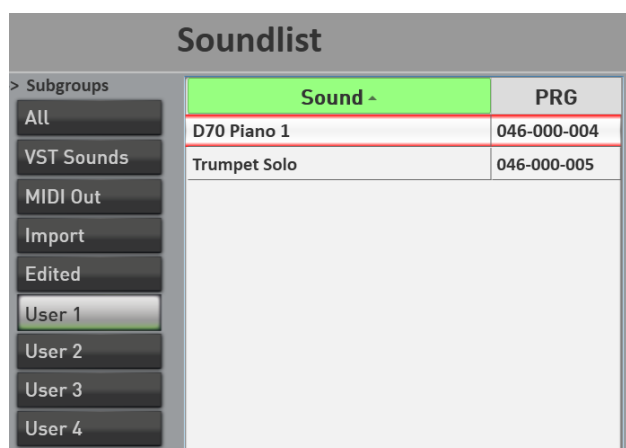 Soundlist
> Subgroups
All
VST Sounds
MIDI Out
Import
Edited
User 1
User 2
User 3
User 4
Sound PRG
D70 Piano 1 046-000-004
Trumpet Solo 046-000-005